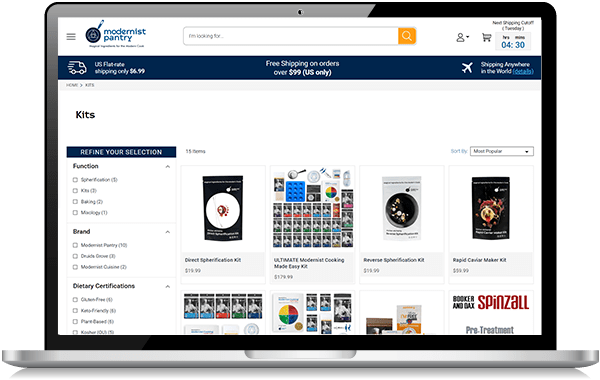 modernist pantry
Magical Ingredients for the Modern Cook
I'm looking for...
Next Shipping Cutoff
( Tuesday )
hrs mins
04: 30
US Flat-rate
shipping only $6.99
Free Shipping on orders
over $99 (US only)
Shipping Anywhere
in the World (details)
HOME > KITS
Kits
REFINE YOUR SELECTION
15 items
Sort By: Most Popular
Function
Spherification (5)
Kits (3)
Baking (2)
Mixology (1)
Brand
Modernist Pantry (10)
Druids Grove (3)
Modernist Cuisine (2)
Dietary Certifications
Gluten-Free (6)
Keto-Friendly (6)
Plant-Based (6)
Kosher (OU) (5)
Direct Spherification Kit
$19.99
ULTIMATE Modernist Cooking
Made Easy Kit
$179.99
Reverse Spherification Kit
$19.99
Rapid Caviar Maker Kit
$59.99
BOOKER
AND DAX SPINZALL
Pre-Treatment